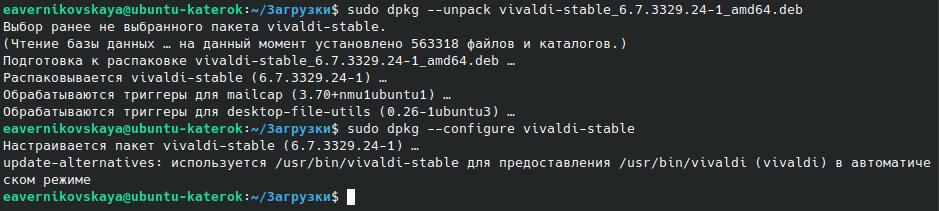 eavernikovskaya@ubuntu-katerok:~/Загрузки$ sudo dpkg --unpack vivaldi-stable_6.7.3329.24-1_amd64.deb
Выбор ранее не выбранного пакета vivaldi-stable.
(Чтение базы данных … на данный момент установлено 563318 файлов и каталогов.)
Подготовка к распаковке vivaldi-stable_6.7.3329.24-1_amd64.deb …
Распаковывается vivaldi-stable (6.7.3329.24-1) …
Обрабатываются триггеры для mailcap (3.70+nmu1ubuntu1) …
Обрабатываются триггеры для desktop-file-utils (0.26-1ubuntu3) …
eavernikovskaya@ubuntu-katerok:~/Загрузки$ sudo dpkg --configure vivaldi-stable
Настраивается пакет vivaldi-stable (6.7.3329.24-1) …
update-alternatives: используется /usr/bin/vivaldi-stable для предоставления /usr/bin/vivaldi (vivaldi) в автоматиче
ском режиме
eavernikovskaya@ubuntu-katerok:~/Загрузки$